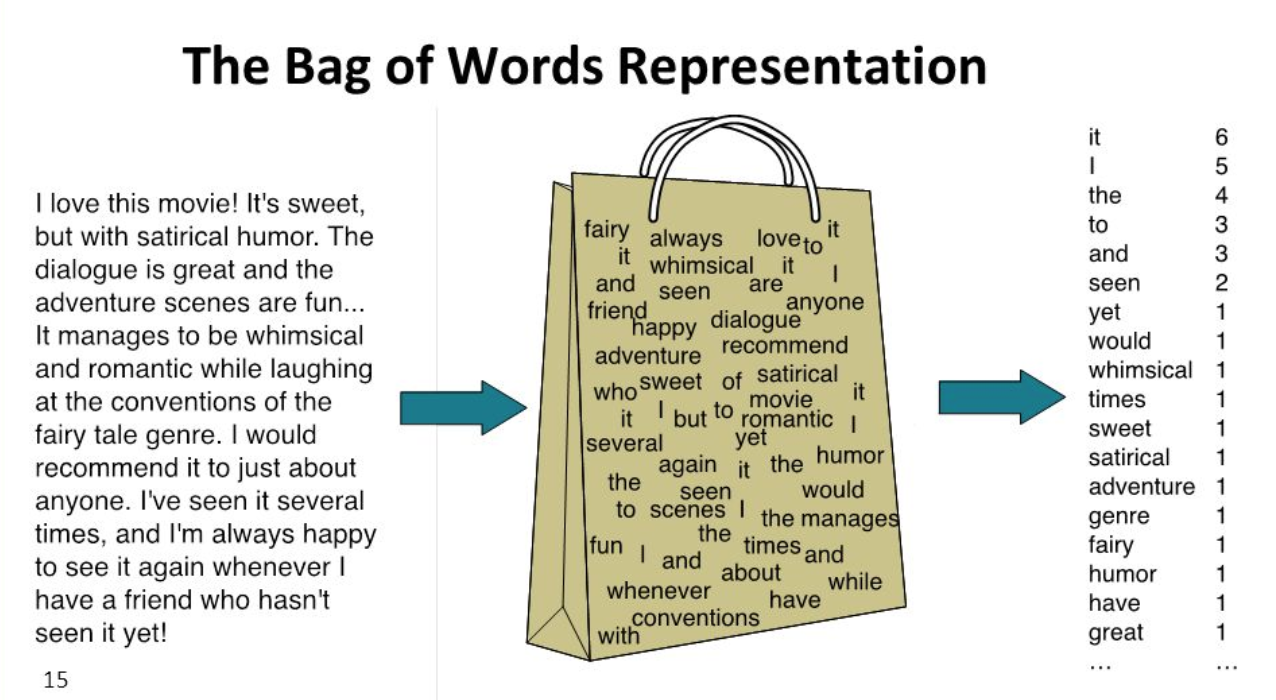 The Bag of Words Representation
I love this movie! It's sweet,
but with satirical humor. The
dialogue is great and the
adventure scenes are fun...
It manages to be whimsical
and romantic while laughing
at the conventions of the
fairy tale genre. I would
recommend it to just about
anyone. I've seen it several
times, and I'm always happy
to see it again whenever I
have a friend who hasn't
seen it yet!
15
fairy always love to it
it whimsical it I
and seen are anyone
friend happy dialogue
adventure recommend
who sweet of satirical it
it I but to movie romantic I
several yet
again it the humor
the seen would
to scenes I the manages
fun I and the times and
whenever about while
have
conventions
with
it 6
I 5
the 4
to 3
and 3
seen 2
yet 1
would 1
whimsical 1
times 1
sweet 1
satirical 1
adventure 1
genre 1
fairy 1
humor 1
have 1
great 1
... ...